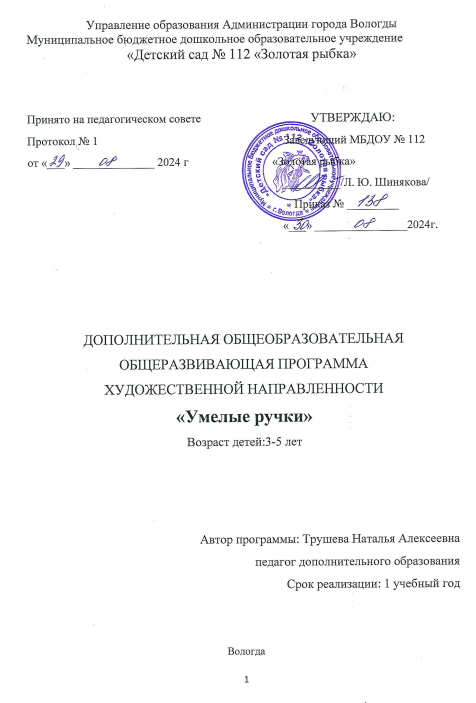 Управление образования Администрации города Вологды
Муниципальное бюджетное дошкольное образовательное учреждение
«Детский сад № 112 «Золотая рыбка»
Принято на педагогическом совете
Протокол № 1
от «29» 08 2024 г
УТВЕРЖДАЮ:
Заведующий МБДОУ № 112
«Золотая рыбка»
/Л. Ю. Шинякова/
Приказ № 138
«30» 08 2024г.
ДОПОЛНИТЕЛЬНАЯ ОБЩЕОБРАЗОВАТЕЛЬНАЯ
ОБЩЕРАЗВИВАЮЩАЯ ПРОГРАММА
ХУДОЖЕСТВЕННОЙ НАПРАВЛЕННОСТИ
«Умелые ручки»
Возраст детей:3-5 лет
Автор программы: Трушева Наталья Алексеевна
педагог дополнительного образования
Срок реализации: 1 учебный год
Вологда
1